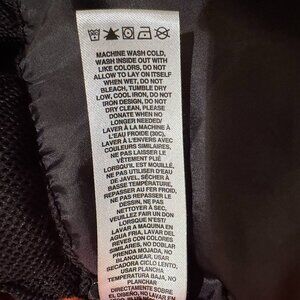 MACHINE WASH COLD,
WASH INSIDE OUT WITH
LIKE COLORS, DO NOT
ALLOW TO LAY ON ITSELF
WHEN WET, DO NOT
BLEACH, TUMBLE DRY
LOW, COOL IRON, DO NOT
IRON DESIGN, DO NOT
DRY CLEAN, PLEASE
DONATE WHEN NO
LONGER NEEDED/
LAVER À LA MACHINE À
L'EAU FROIDE (DIC),
LAVER À L'ENVERS AVEC
COULEURS SIMILAIRES,
NE PAS LAISSER LE
VÊTEMENT PLIÉ
LORSQU'IL EST MOUILLÉ,
NE PAS UTILISER D'EAU
DE JAVEL, SÉCHER À
BASSE TEMPÉRATURE,
REPASSER AU FER FROID,
NE PAS REPASSER LE
DESSIN, NE PAS
NETTOYER À SEC,
VEUILLEZ FAIRE UN DON
LORSQUE N'EST
LAVAR A MAQUINA EN
AGUA FRIA, LAVAR DEL
REVES CON COLORES
SIMILARES, NO DOBLAR
PRENDA MOJADA, NO
BLANQUEAR, USAR
SECADORA CICLO LENTO,
USAR PLANCHA
TEMPERATURA BAJA, NO
PLANCHA
DIRECTAMENTE SOBRE
EL DISEÑO, NO LAVAR EN